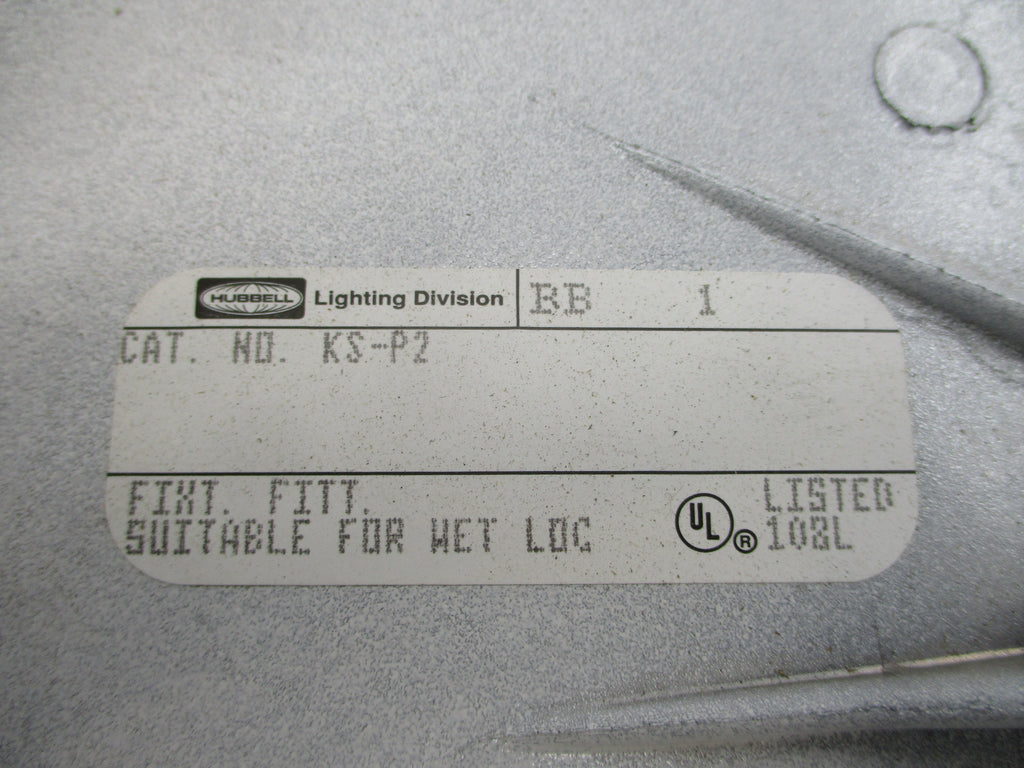 HUBBELL Lighting Division BB 1
CAT. NO. KS-P2
FIXT. FITT.
SUITABLE FOR WET LOC
UL ® LISTED
108L